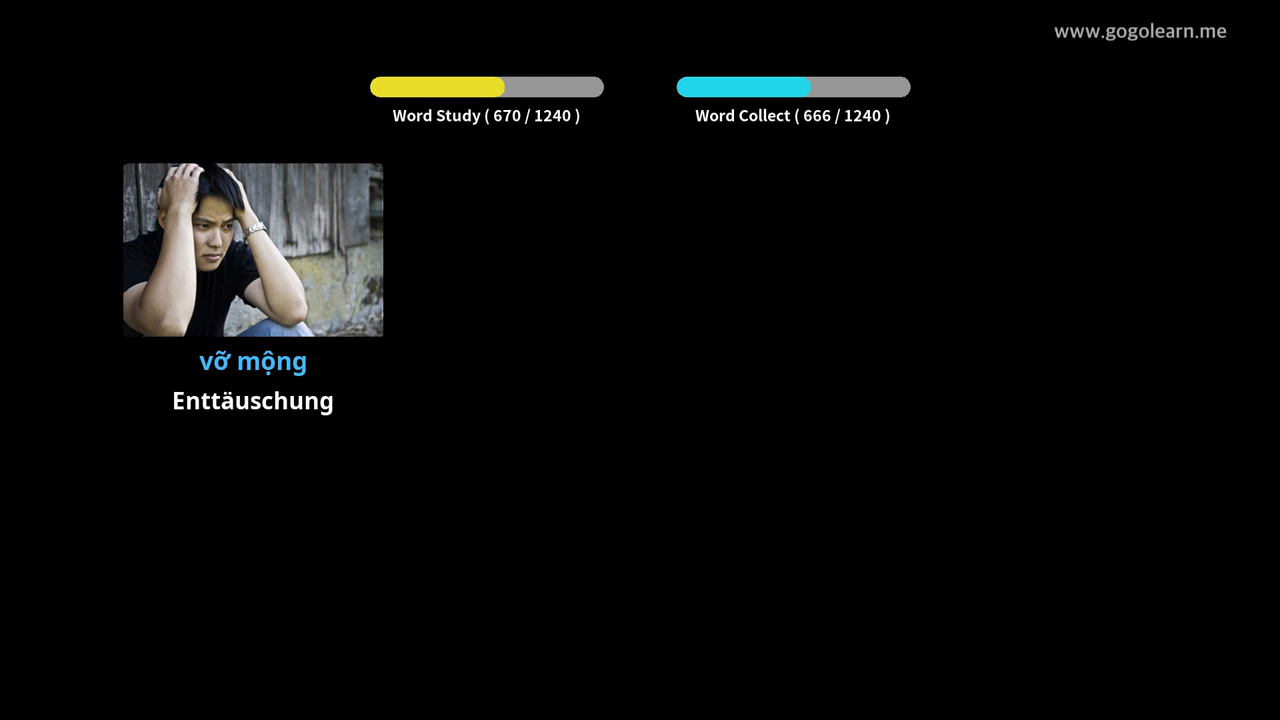 www.gogolearn.me
Word Study ( 670 / 1240 )
Word Collect ( 666 / 1240 )
vỡ mộng
Enttäuschung